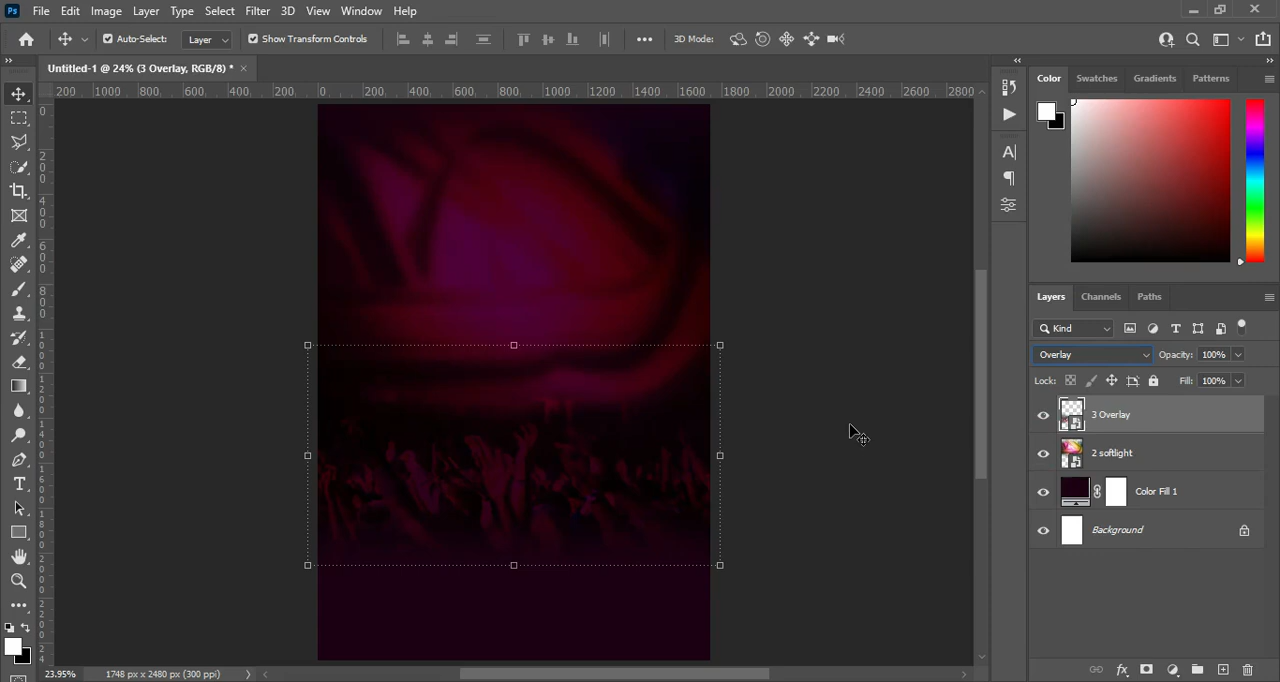 Ps File Edit Image Layer Type Select Filter 3D View Window Help
Auto-Select: Layer Show Transform Controls 3D Mode:
Untitled-1 @ 24% (3 Overlay, RGB/8) *
200 1000 800 600 400 200 0 200 400 600 800 1000 1200 1400 1600 1800 2000 2200 2400 2600 2800
Color Swatches Gradients Patterns
Layers Channels Paths
Kind
Overlay Opacity: 100%
Lock: Fill: 100%
3 Overlay
2 softlight
Color Fill 1
Background
23.95% 1748 px x 2480 px (300 ppi)